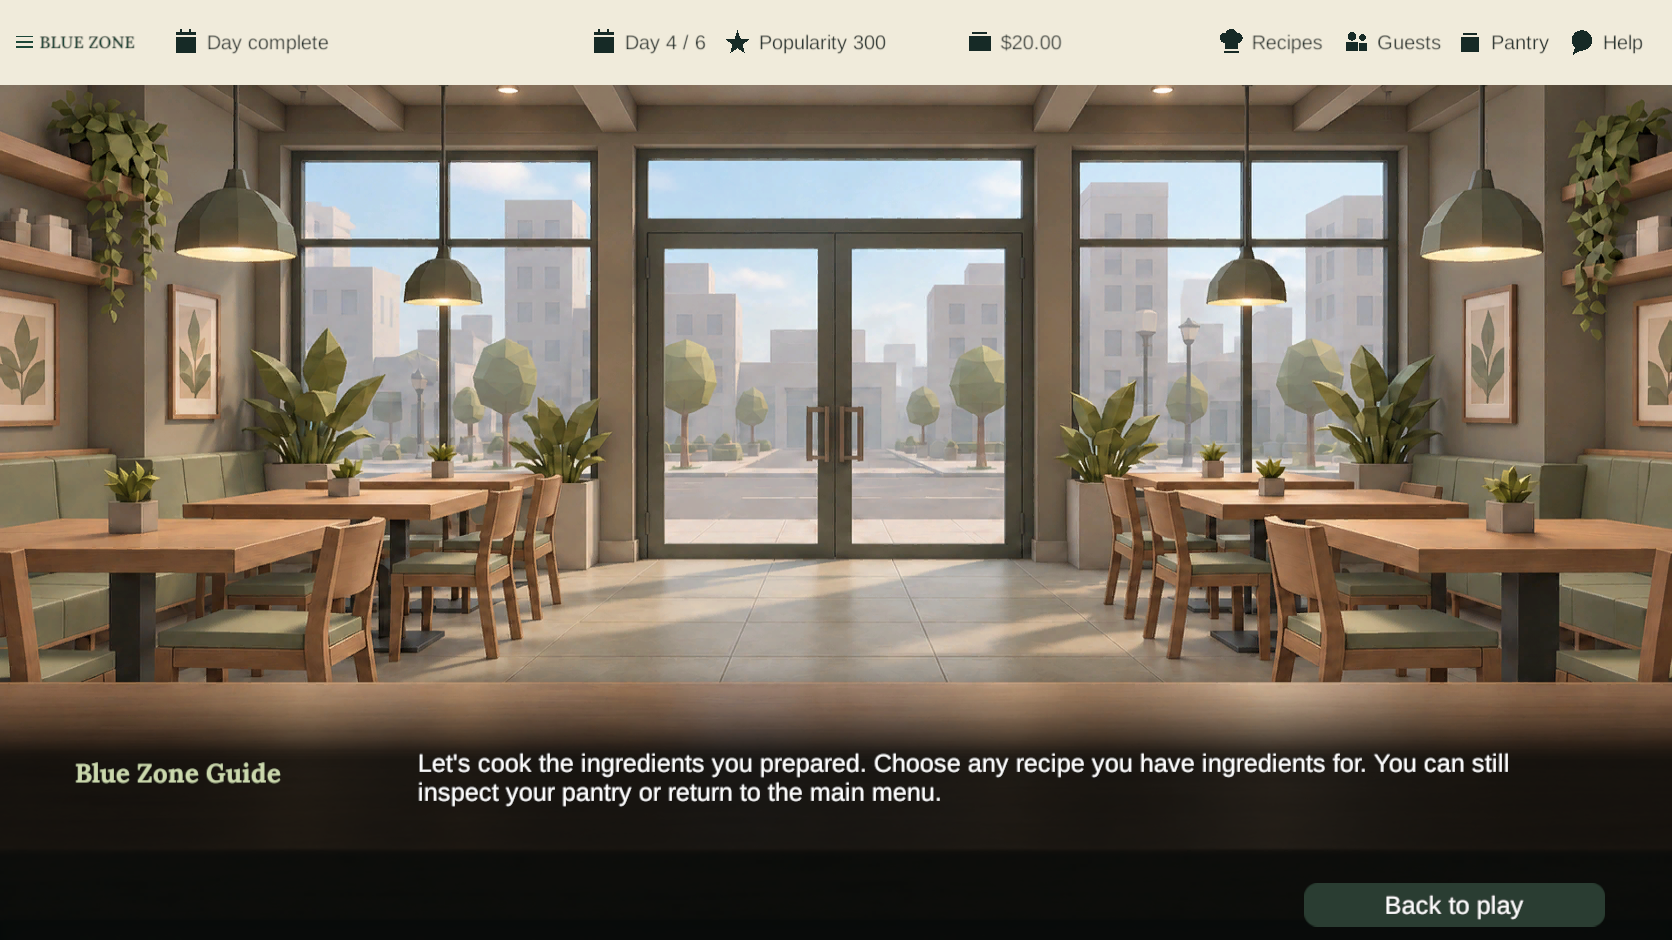 BLUE ZONE
Day complete
Day 4 / 6
Popularity 300
$20.00
Recipes
Guests
Pantry
Help
Blue Zone Guide
Let's cook the ingredients you prepared. Choose any recipe you have ingredients for. You can still
inspect your pantry or return to the main menu.
Back to play